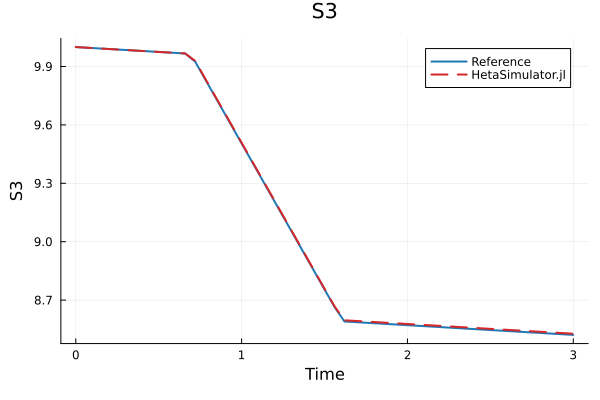 S3
Reference
HetaSimulator.jl
9.9
9.6
9.3
9.0
8.7
S3
0 1 2 3
Time